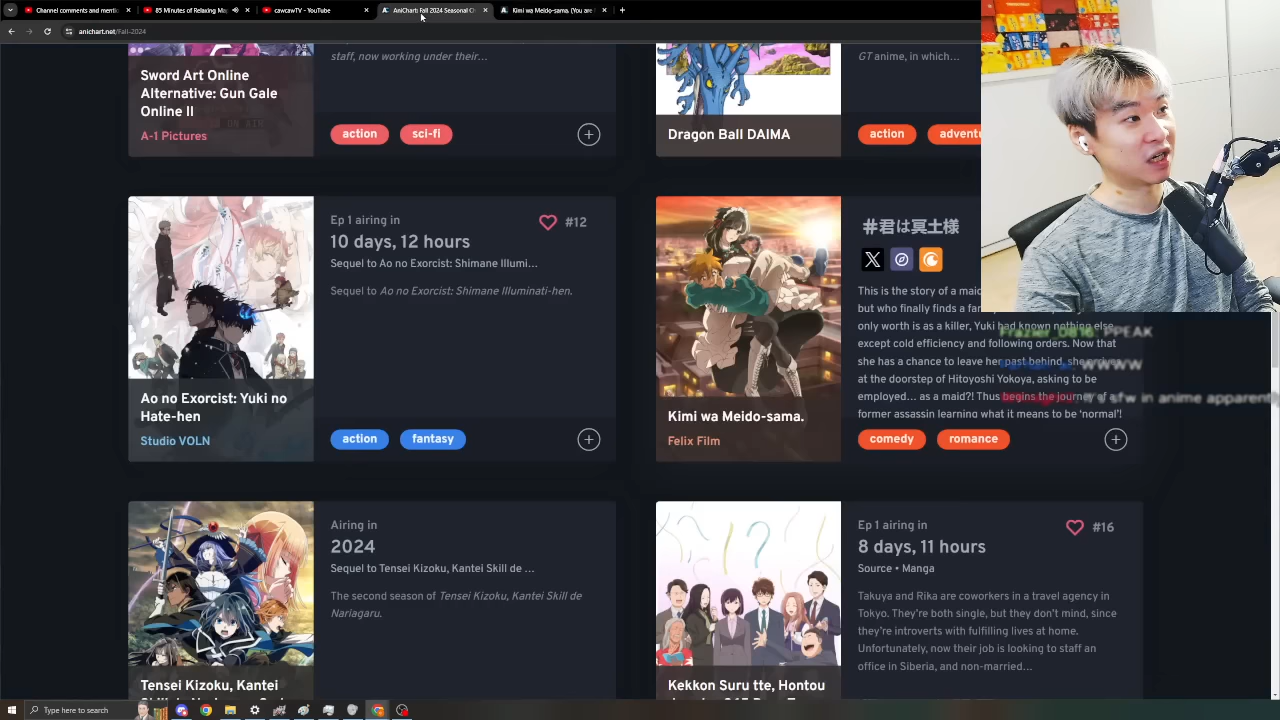 Channel comments and menti
85 Minutes of Relaxing Ma
cawcawTV - YouTube
AniChart: Fall 2024 Seasonal C
Kimi wa Meido-sama. (You are
anichart.net/Fall-2024
Sword Art Online
Alternative: Gun Gale
Online II
A-1 Pictures
staff, now working under their…
action
sci-fi
Dragon Ball DAIMA
GT anime, in which…
action
adventu
Ao no Exorcist: Yuki no
Hate-hen
Studio VOLN
Ep 1 airing in
#12
10 days, 12 hours
Sequel to Ao no Exorcist: Shimane Illumi…
Sequel to Ao no Exorcist: Shimane Illuminati-hen.
action
fantasy
Kimi wa Meido-sama.
Felix Film
#君は冥土様
This is the story of a maid
but who finally finds a fa
only worth is as a killer, Yuki had known nothing else
except cold efficiency and following orders. Now that
she has a chance to leave her past behind, she arrives
at the doorstep of Hitoyoshi Yokoya, asking to be
employed… as a maid?! Thus begins the journey of a
former assassin learning what it means to be 'normal'!
comedy
romance
Frazier_0816: PPEAK
WWWW
sfw in anime apparent
Tensei Kizoku, Kantei
Airing in
2024
Sequel to Tensei Kizoku, Kantei Skill de …
The second season of Tensei Kizoku, Kantei Skill de
Nariagaru.
Kekkon Suru tte, Hontou
Ep 1 airing in
#16
8 days, 11 hours
Source • Manga
Takuya and Rika are coworkers in a travel agency in
Tokyo. They're both single, but they don't mind, since
they're introverts with fulfilling lives at home.
Unfortunately, now their job is looking to staff an
office in Siberia, and non-married…
Type here to search